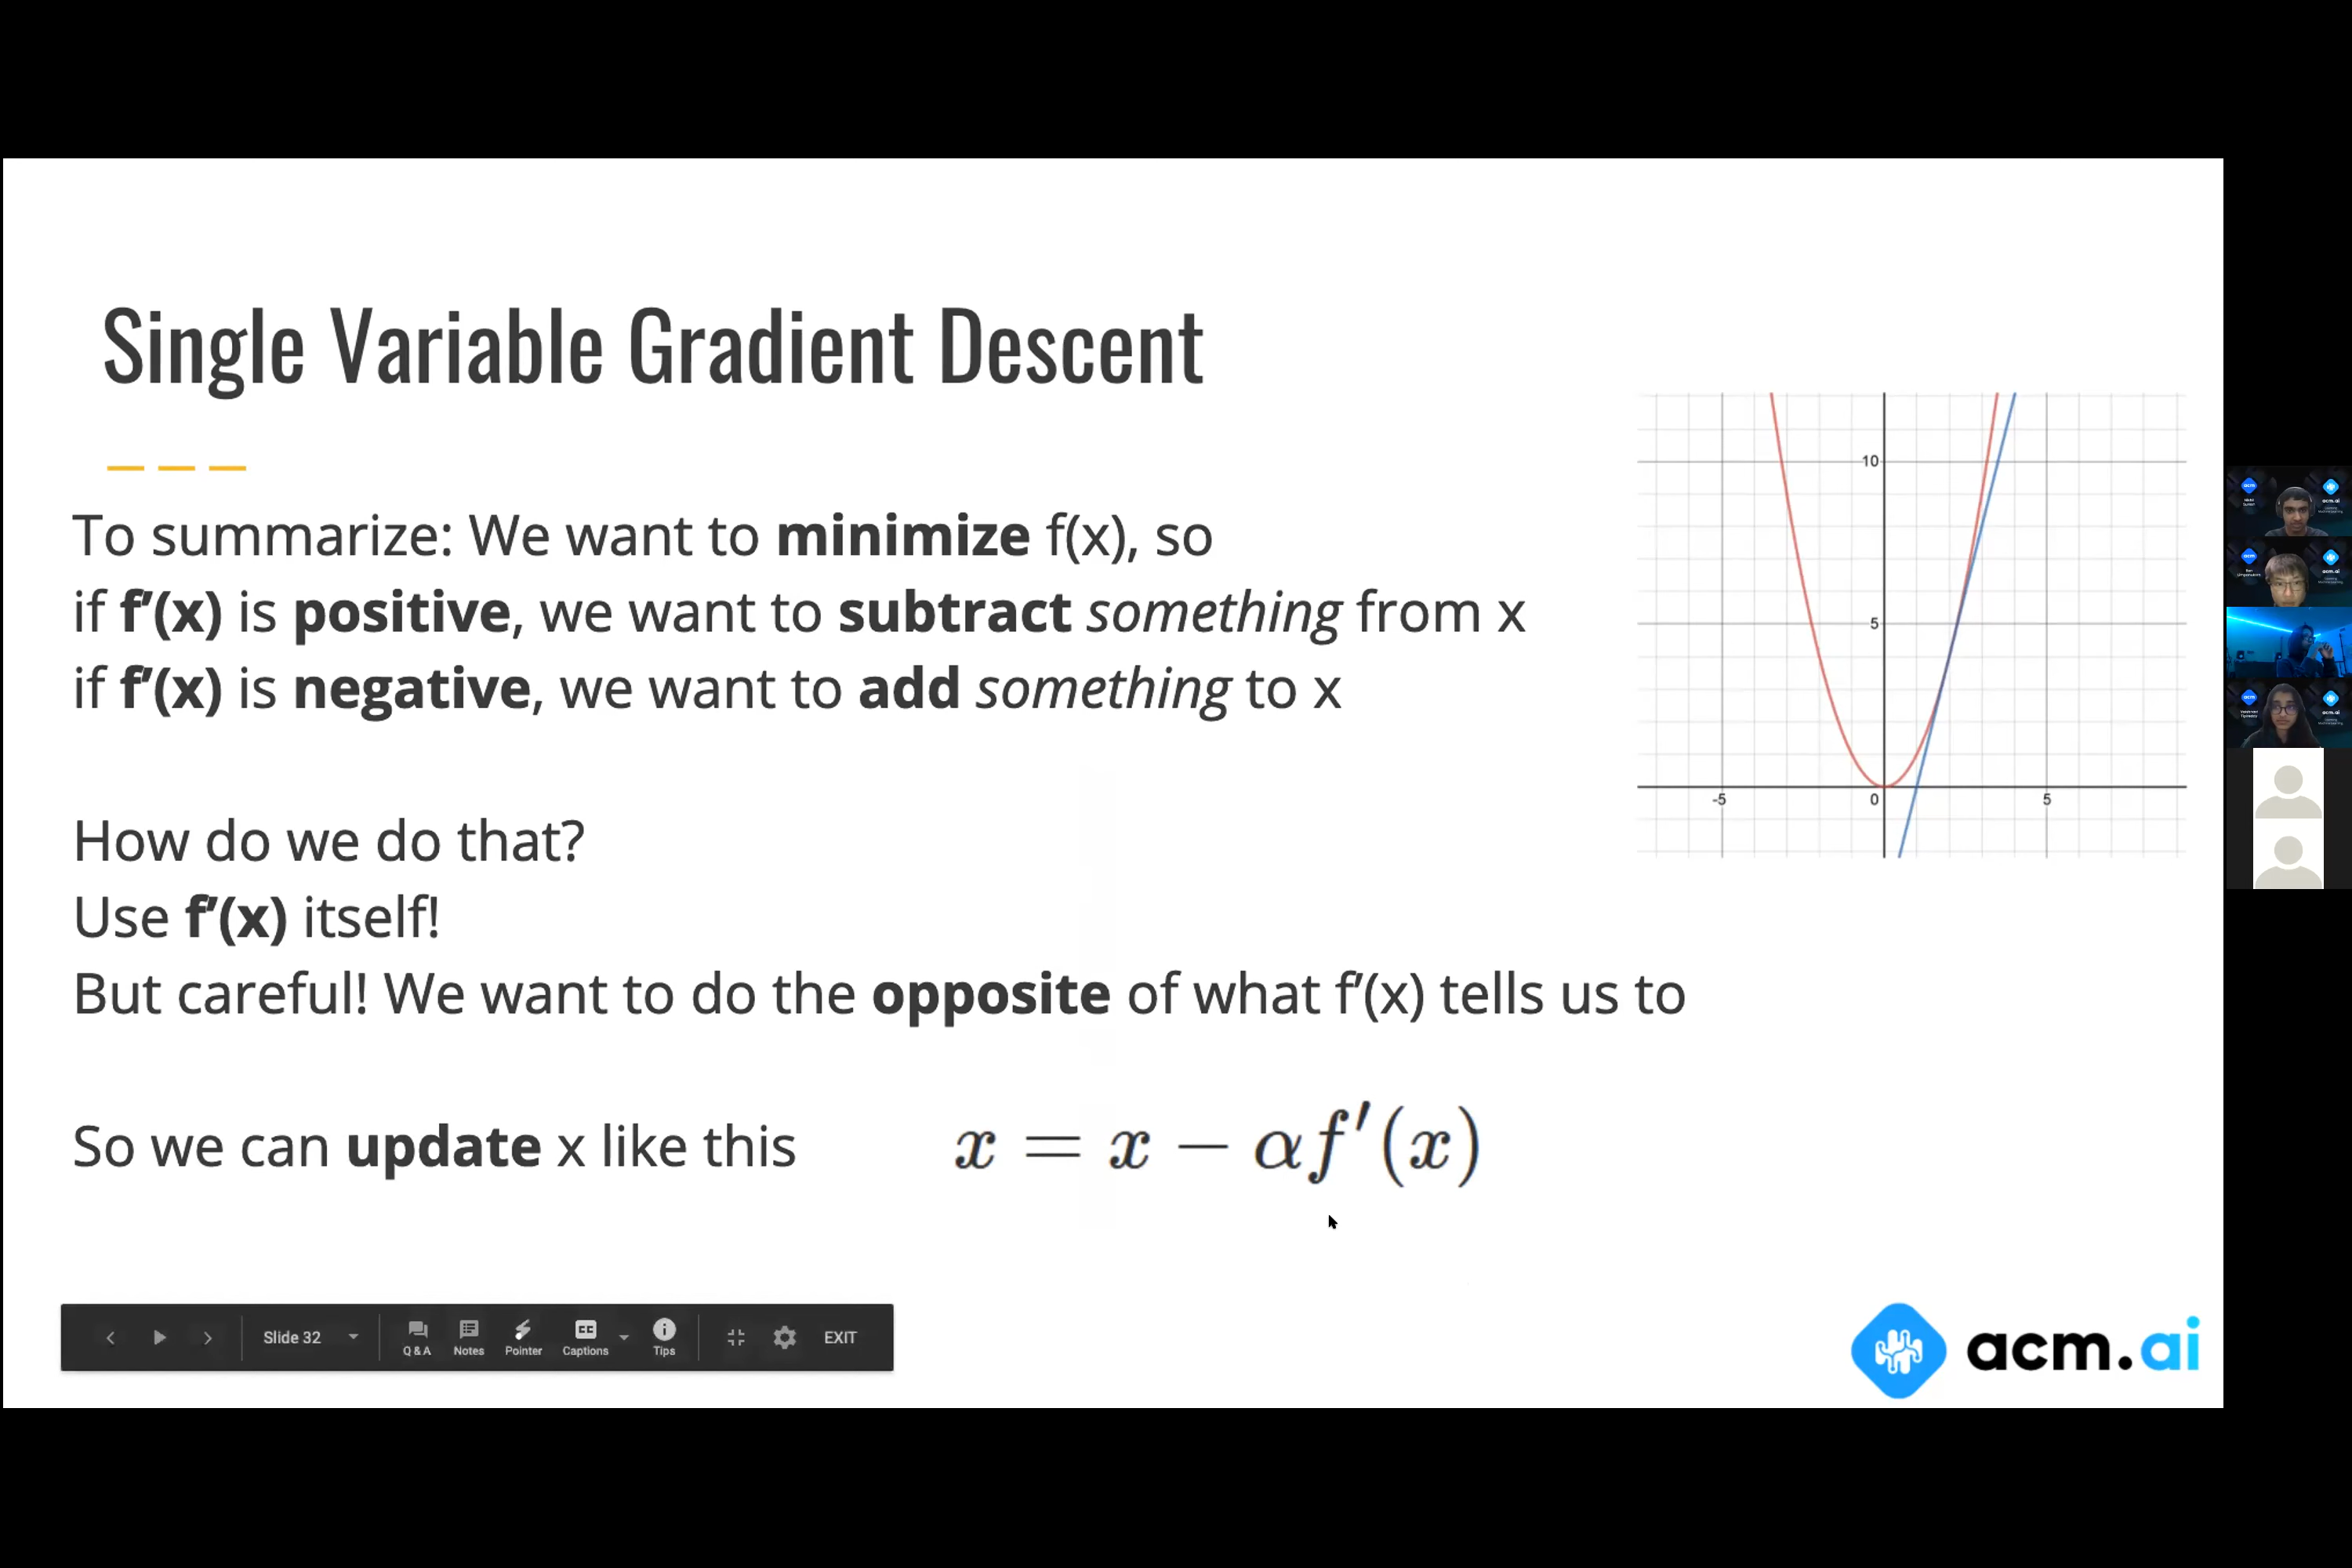 Single Variable Gradient Descent
To summarize: We want to minimize f(x), so
if f'(x) is positive, we want to subtract something from x
if f'(x) is negative, we want to add something to x
How do we do that?
Use f'(x) itself!
But careful! We want to do the opposite of what f'(x) tells us to
So we can update x like this
x = x − αf′(x)
10
5
-5
0
5
Slide 32
Q & A
Notes
Pointer
CC
Captions
Tips
EXIT
acm.ai